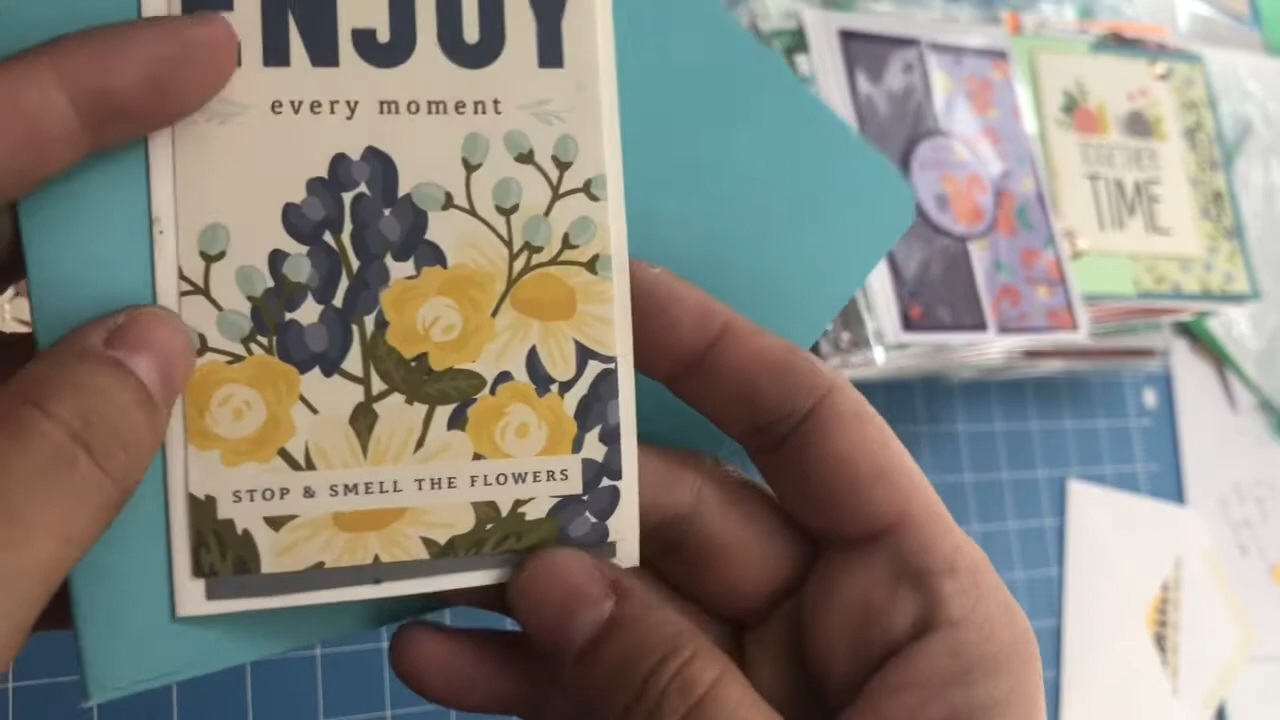 ENJOY
every moment
STOP & SMELL THE FLOWERS
TOGETHER
TIME